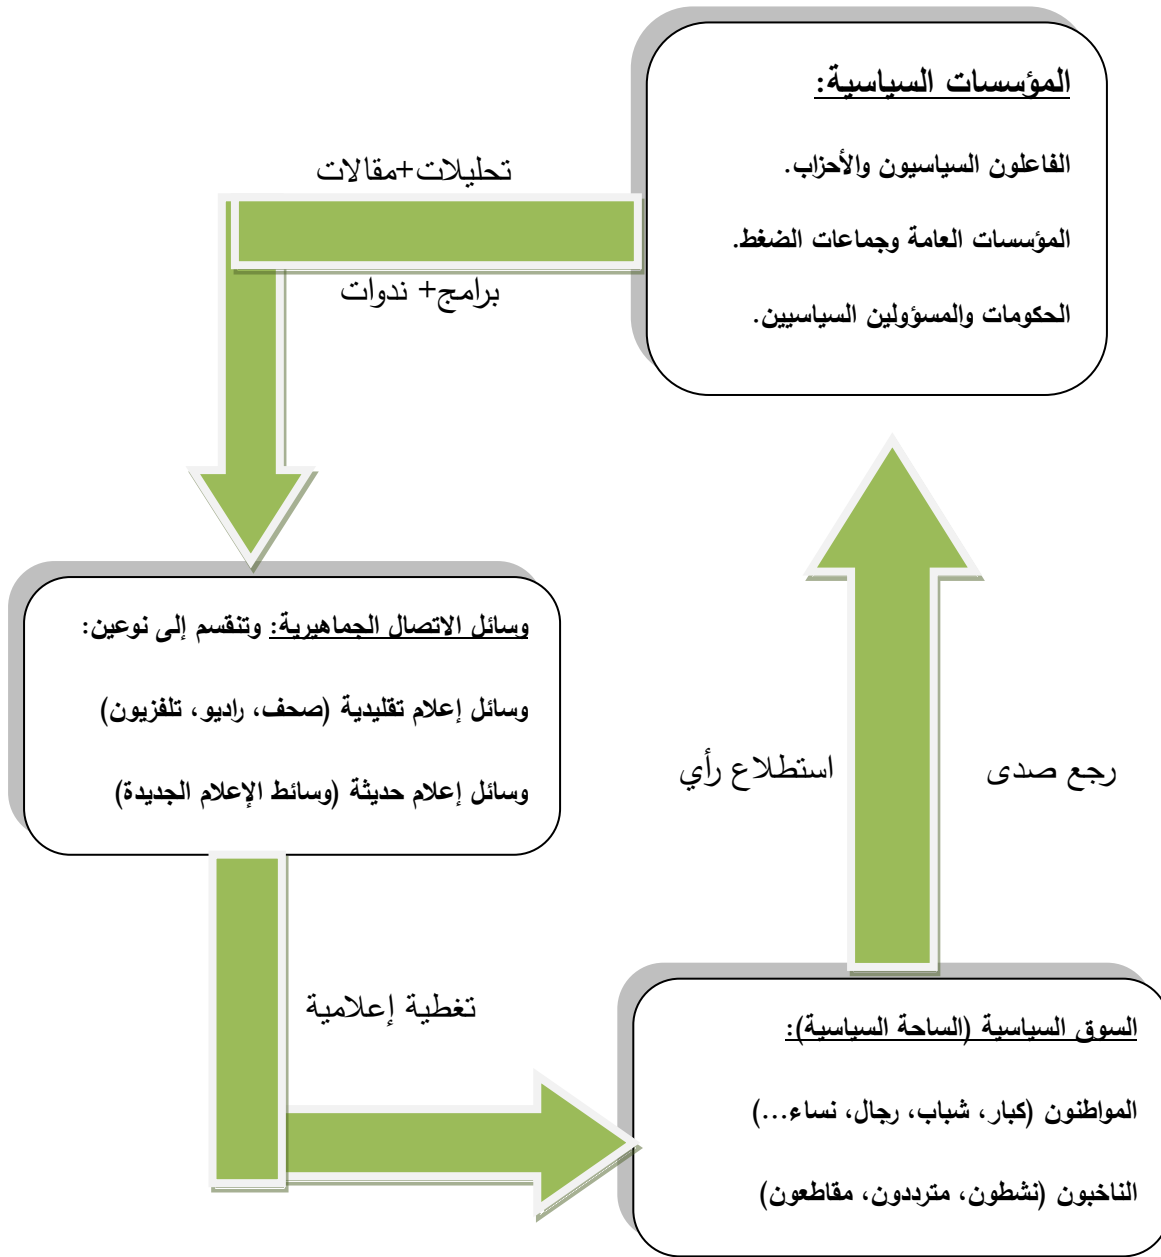 المؤسسات السياسية:
الفاعلون السياسيون والأحزاب.
المؤسسات العامة وجماعات الضغط.
الحكومات والمسؤولين السياسيين.
تحليلات+مقالات
برامج+ ندوات
وسائل الاتصال الجماهيرية: وتنقسم إلى نوعين:
وسائل إعلام تقليدية (صحف، راديو، تلفزيون)
وسائل إعلام حديثة (وسائط الإعلام الجديدة)
تغطية إعلامية
السوق السياسية (الساحة السياسية):
المواطنون (كبار، شباب، رجال، نساء...)
الناخبون (نشطون، مترددون، مقاطعون)
رجع صدى
استطلاع رأي